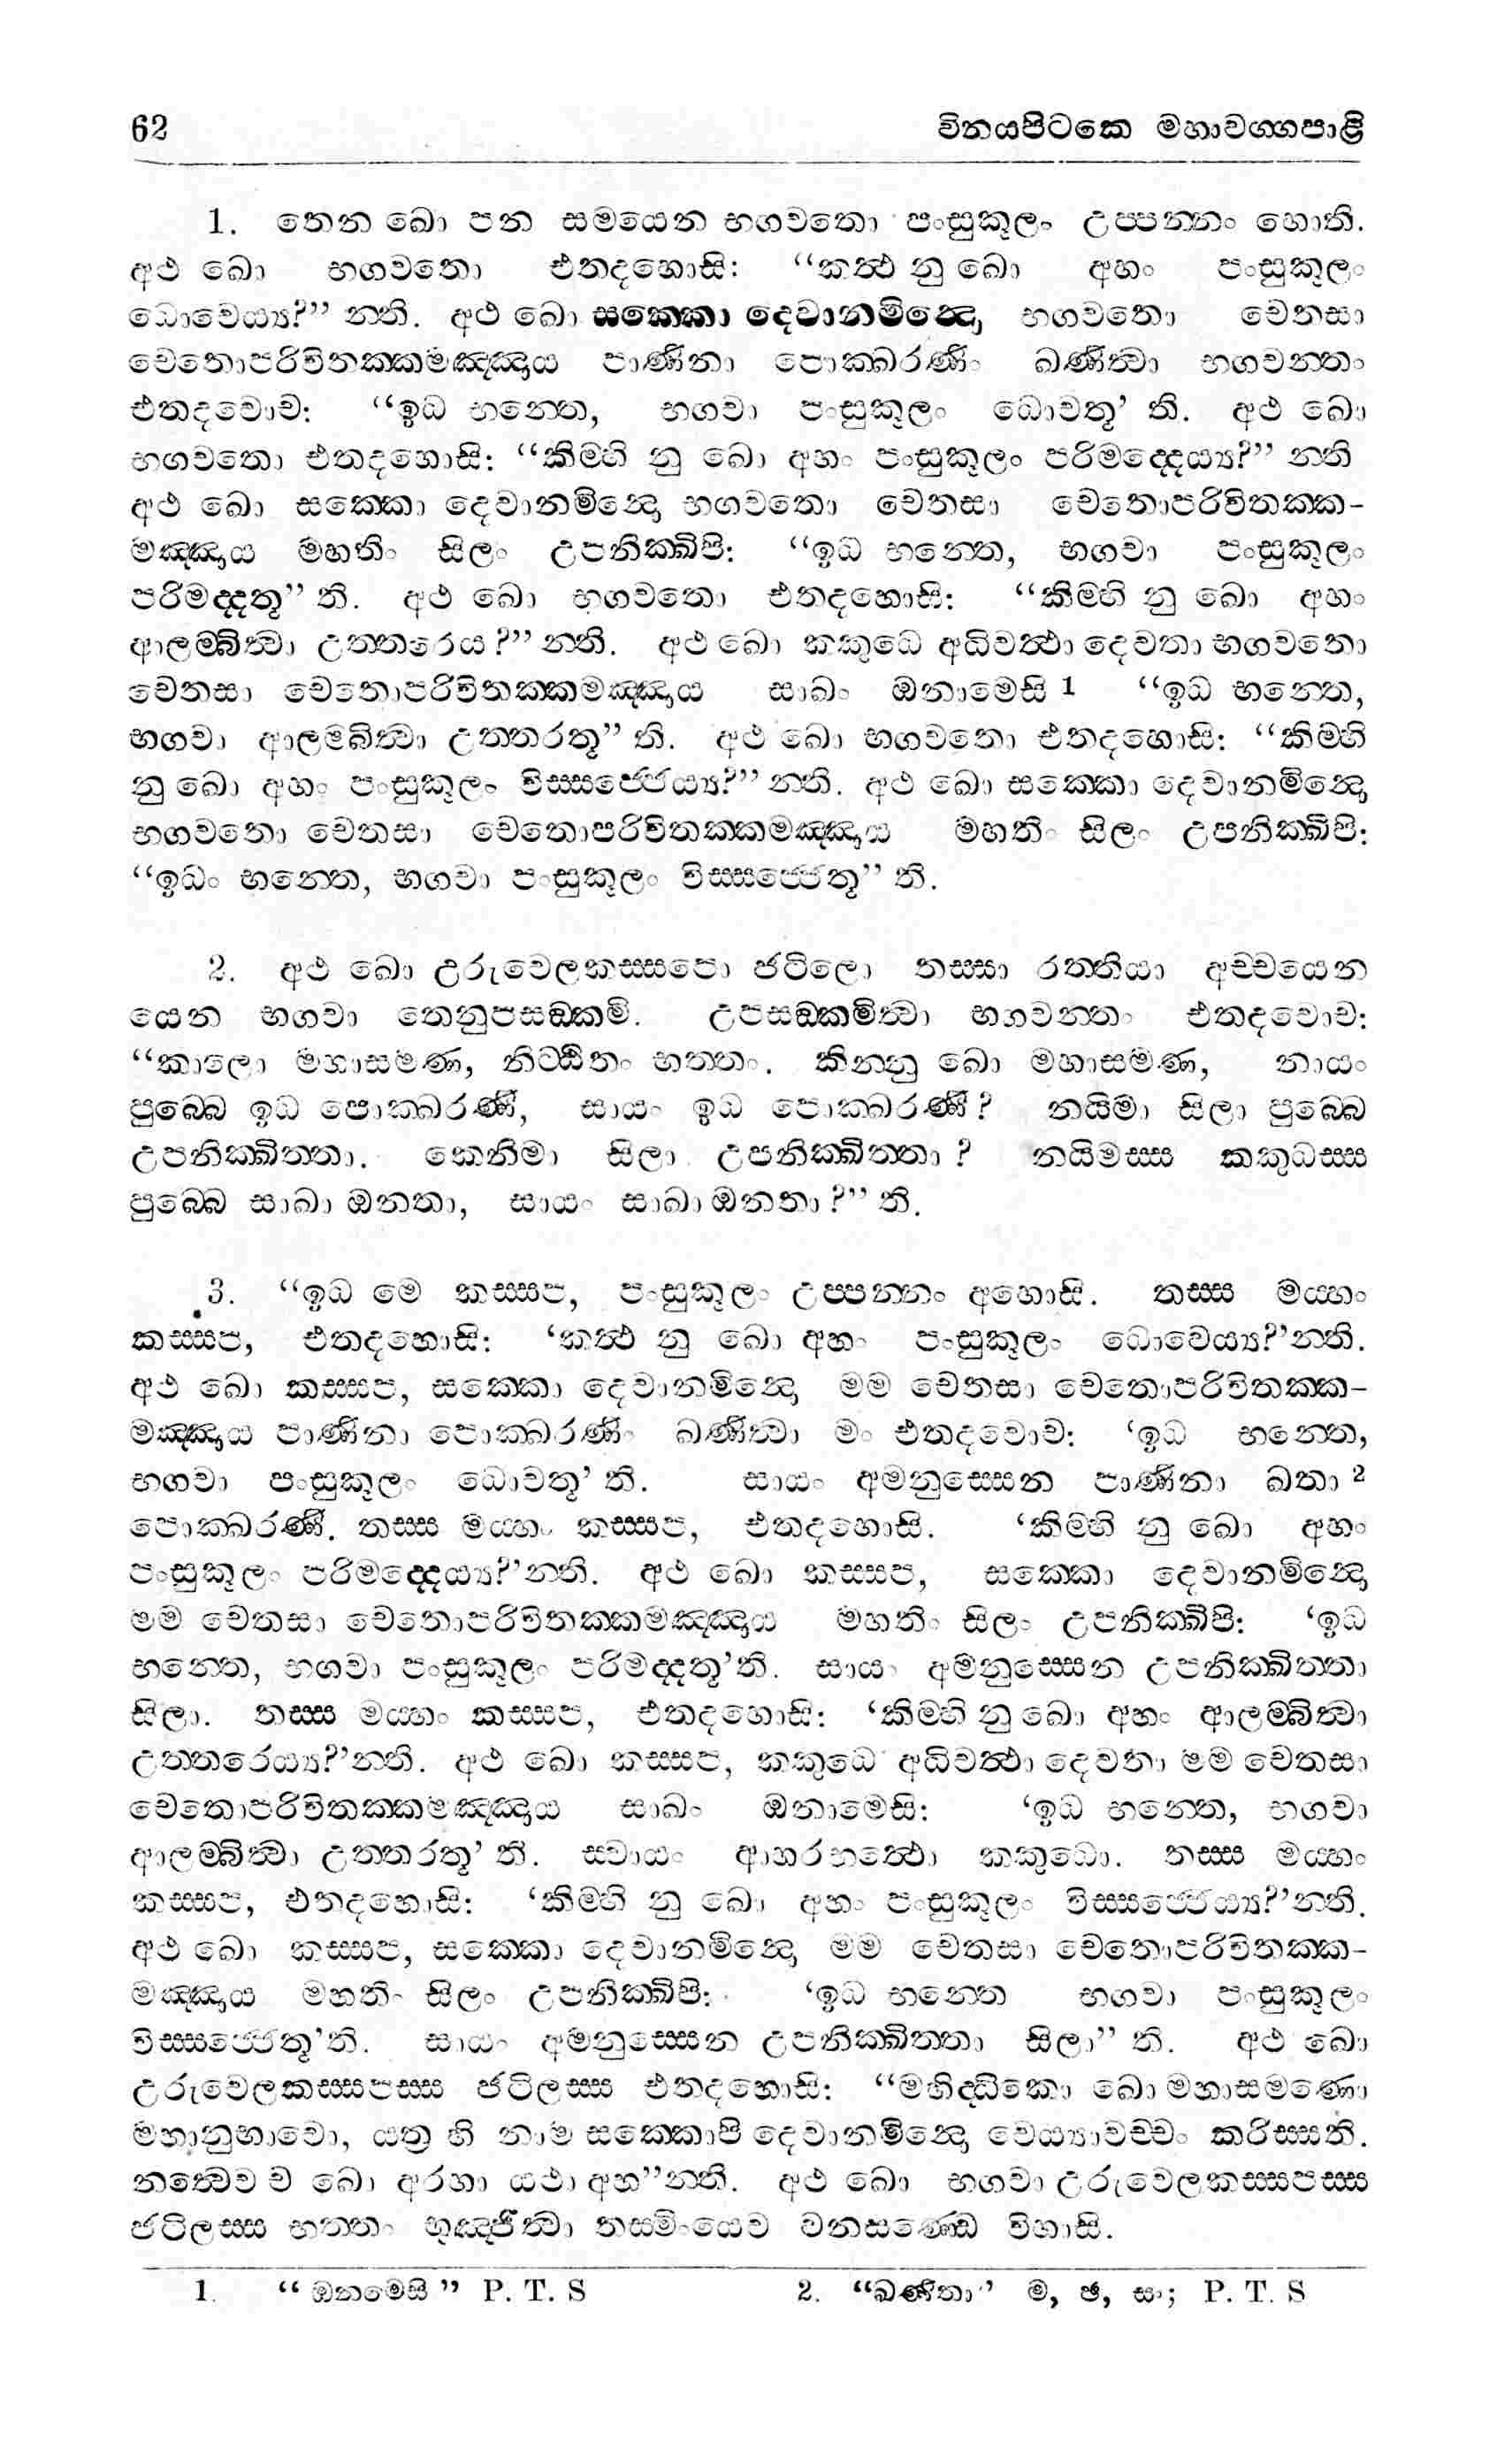 62 විනයපිටකෙ මහාවග්ගපාළි
1. තෙන ඛො පන සමයෙන භගවතො පංසුකූලං උප්පන්නං හොති.
අථ ඛො භගවතො එතදහොසි: “කත්ථ නු ඛො අහං පංසුකූලං
ධොවෙය්‍ය?” න්ති. අථ ඛො සක්කො දෙවානමින්දො භගවතො චෙතසා
චෙතොපරිවිතක්කමඤ්ඤාය පාණිනා පොක්ඛරණිං ඛණිත්වා භගවන්තං
එතදවොච: “ඉධ භන්තෙ, භගවා පංසුකූලං ධොවතූ’ ති. අථ ඛො
භගවතො එතදහොසි: “කිම්හි නු ඛො අහං පංසුකූලං පරිමද්දෙය්‍ය?” න්ති
අථ ඛො සක්කො දෙවානමින්දො භගවතො චෙතසා චෙතොපරිවිතක්ක-
මඤ්ඤාය මහතිං සිලං උපනික්ඛිපි: “ඉධ භන්තෙ, භගවා පංසුකූලං
පරිමද්දතූ” ති. අථ ඛො භගවතො එතදහොසි: “කිම්හි නු ඛො අහං
ආලම්බිත්වා උත්තරෙය?” න්ති. අථ ඛො කකුධෙ අධිවත්ථා දෙවතා භගවතො
චෙතසා චෙතොපරිවිතක්කමඤ්ඤාය සාඛං ඔනාමෙසි 1 “ඉධ භන්තෙ,
භගවා ආලම්බිත්වා උත්තරතූ” ති. අථ ඛො භගවතො එතදහොසි: “කිම්හි
නු ඛො අහං පංසුකූලං විස්සජ්ජෙය්‍ය?” න්ති. අථ ඛො සක්කො දෙවානමින්දො
භගවතො චෙතසා චෙතොපරිවිතක්කමඤ්ඤාය මහතිං සිලං උපනික්ඛිපි:
“ඉධං භන්තෙ, භගවා පංසුකූලං විස්සජ්ජෙතූ” ති.
2. අථ ඛො උරුවෙලකස්සපො ජටිලො තස්සා රත්තියා අච්චයෙන
යෙන භගවා තෙනුපසඞ්කමි. උපසඞ්කමිත්වා භගවන්තං එතදවොච:
“කාලො මහාසමණ, නිට්ඨිතං භත්තං. කින්නු ඛො මහාසමණ, නායං
පුබ්බෙ ඉධ පොක්ඛරණී, සායං ඉධ පොක්ඛරණී? නයිමා සිලා පුබ්බෙ
උපනික්ඛිත්තා. කෙනිමා සිලා උපනික්ඛිත්තා? නයිමස්ස කකුධස්ස
පුබ්බෙ සාඛා ඔනතා, සායං සාඛා ඔනතා?” ති.
3. “ඉධ මෙ කස්සප, පංසුකූලං උප්පන්නං අහොසි. තස්ස මය්හං
කස්සප, එතදහොසි: ‘කත්ථ නු ඛො අහං පංසුකූලං ධොවෙය්‍ය?’න්ති.
අථ ඛො කස්සප, සක්කො දෙවානමින්දො මම චෙතසා චෙතොපරිවිතක්ක-
මඤ්ඤාය පාණිනා පොක්ඛරණිං ඛණිත්වා මං එතදවොච: ‘ඉධ භන්තෙ,
භගවා පංසුකූලං ධොවතූ’ ති. සායං අමනුස්සෙන පාණිනා ඛතා 2
පොක්ඛරණී. තස්ස මය්හං කස්සප, එතදහොසි. ‘කිම්හි නු ඛො අහං
පංසුකූලං පරිමද්දෙය්‍ය?’න්ති. අථ ඛො කස්සප, සක්කො දෙවානමින්දො
මම චෙතසා චෙතොපරිවිතක්කමඤ්ඤාය මහතිං සිලං උපනික්ඛිපි: ‘ඉධ
භන්තෙ, භගවා පංසුකූලං පරිමද්දතූ’ති. සායං අමනුස්සෙන උපනික්ඛිත්තා
සිලා. තස්ස මය්හං කස්සප, එතදහොසි: ‘කිම්හි නු ඛො අහං ආලම්බිත්වා
උත්තරෙය්‍ය?’න්ති. අථ ඛො කස්සප, කකුධෙ අධිවත්ථා දෙවතා මම චෙතසා
චෙතොපරිවිතක්කමඤ්ඤාය සාඛං ඔනාමෙසි: ‘ඉධ භන්තෙ, භගවා
ආලම්බිත්වා උත්තරතූ’ ති. ස්වායං ආහරහත්ථො කකුධො. තස්ස මය්හං
කස්සප, එතදහොසි: ‘කිම්හි නු ඛො අහං පංසුකූලං විස්සජ්ජෙය්‍ය?’න්ති.
අථ ඛො කස්සප, සක්කො දෙවානමින්දො මම චෙතසා චෙතොපරිවිතක්ක-
මඤ්ඤාය මහතිං සිලං උපනික්ඛිපි: ‘ඉධ භන්තෙ භගවා පංසුකූලං
විස්සජ්ජෙතූ’ති. සායං අමනුස්සෙන උපනික්ඛිත්තා සිලා” ති. අථ ඛො
උරුවෙලකස්සපස්ස ජටිලස්ස එතදහොසි: “මහිද්ධිකො ඛො මහාසමණො
මහානුභාවො, යත්‍ර හි නාම සක්කොපි දෙවානමින්දො වෙය්‍යාවච්චං කරිස්සති.
නත්වෙව ච ඛො අරහා යථා අහ”න්ති. අථ ඛො භගවා උරුවෙලකස්සපස්ස
ජටිලස්ස භත්තං භුඤ්ජිත්වා තස්මිංයෙව වනසණ්ඩෙ විහාසි.
1. “ ඔනමෙසි ” P. T. S 2. “ඛණිතා’’ ම, ඡ, සං; P. T. S